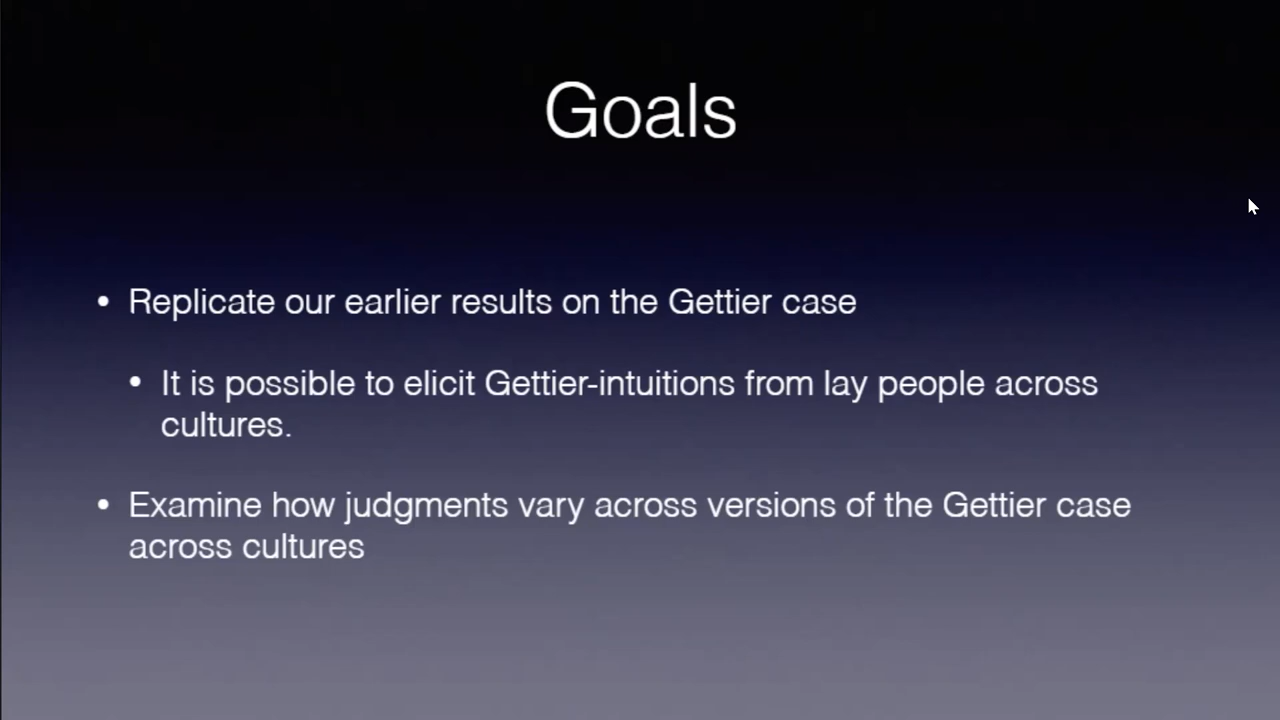 Goals
• Replicate our earlier results on the Gettier case
• It is possible to elicit Gettier-intuitions from lay people across
cultures.
• Examine how judgments vary across versions of the Gettier case
across cultures